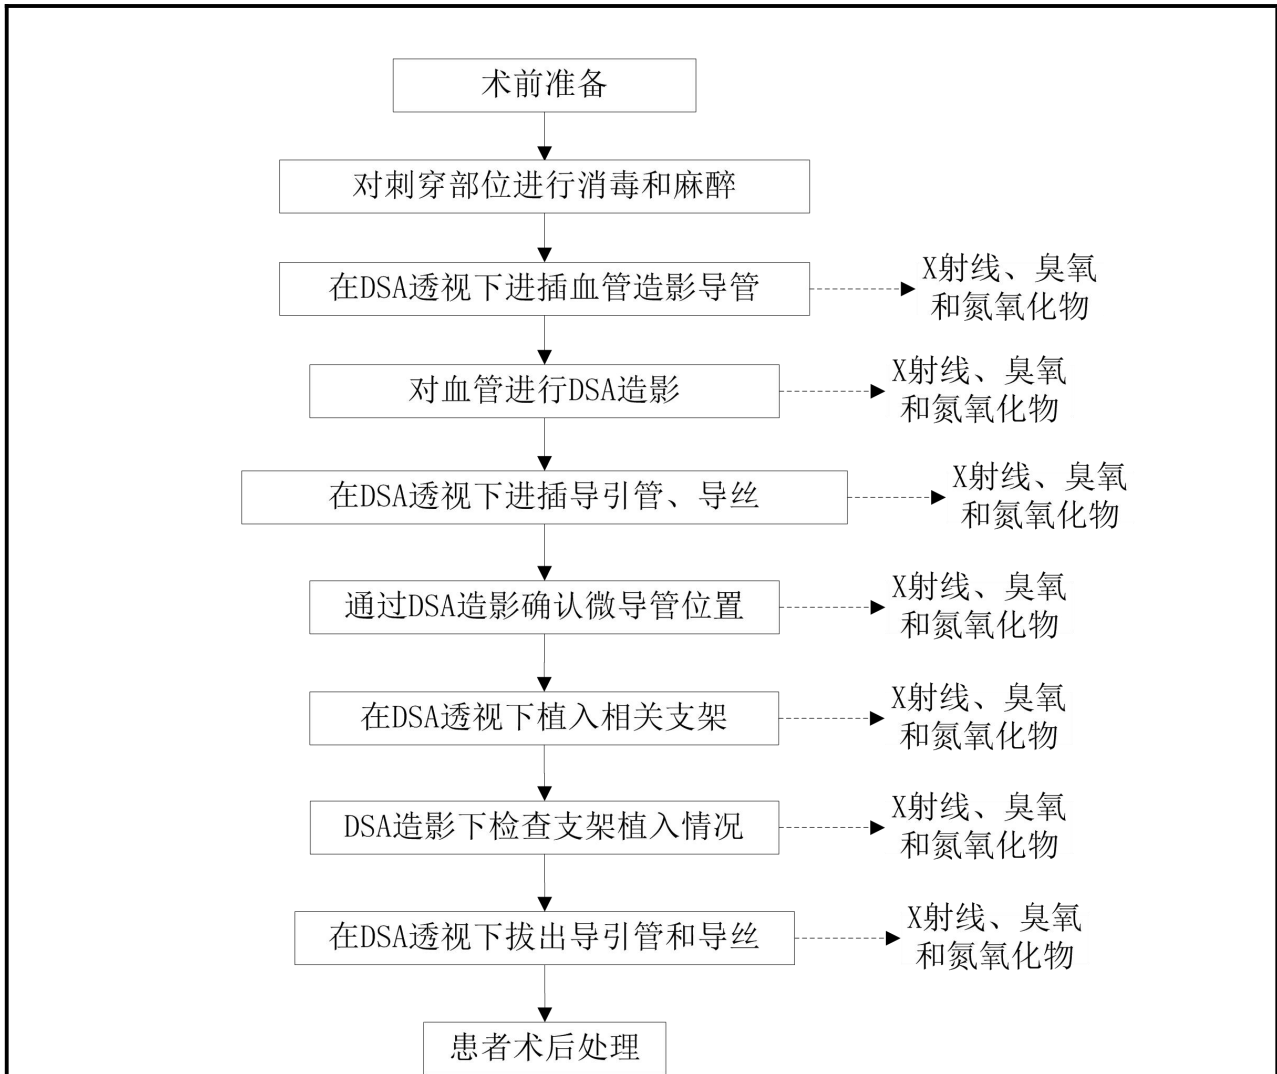 术前准备
对刺穿部位进行消毒和麻醉
在DSA透视下进插血管造影导管
X射线、臭氧
和氮氧化物
对血管进行DSA造影
X射线、臭氧
和氮氧化物
在DSA透视下进插导引管、导丝
X射线、臭氧
和氮氧化物
通过DSA造影确认微导管位置
X射线、臭氧
和氮氧化物
在DSA透视下植入相关支架
X射线、臭氧
和氮氧化物
DSA造影下检查支架植入情况
X射线、臭氧
和氮氧化物
在DSA透视下拔出导引管和导丝
X射线、臭氧
和氮氧化物
患者术后处理